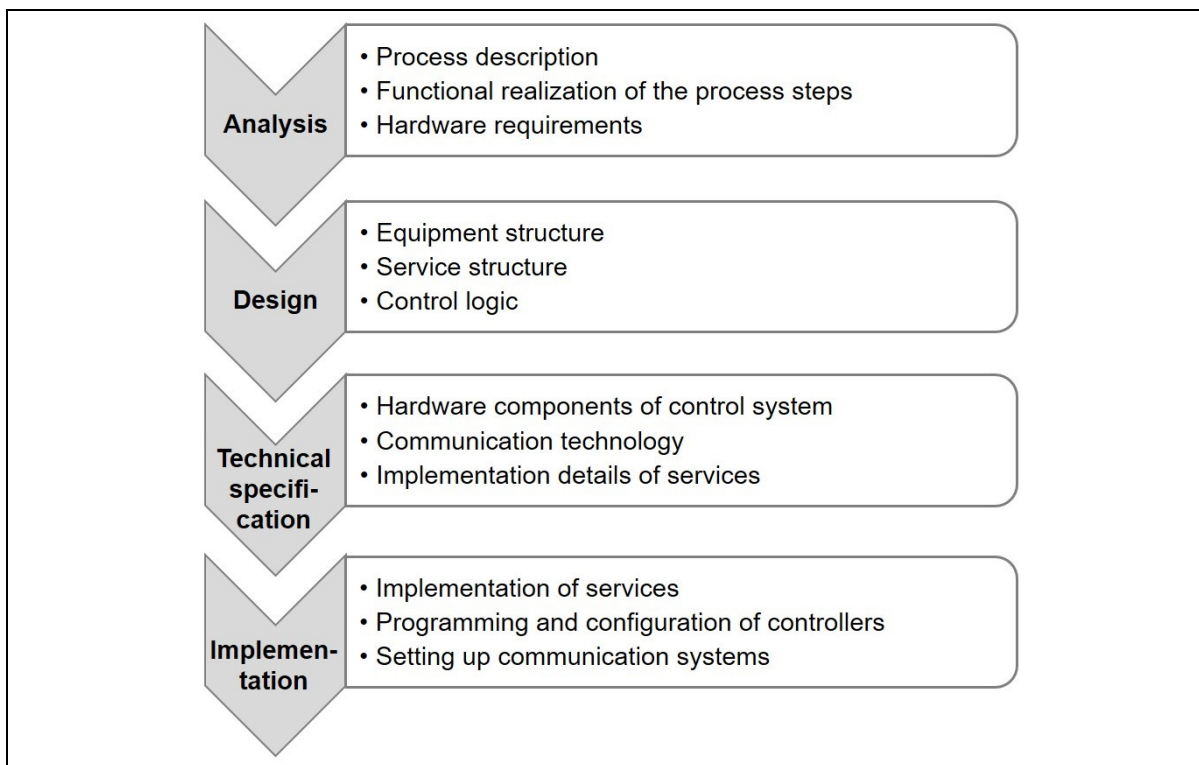 Analysis
• Process description
• Functional realization of the process steps
• Hardware requirements
Design
• Equipment structure
• Service structure
• Control logic
Technical
specifi-
cation
• Hardware components of control system
• Communication technology
• Implementation details of services
Implemen-
tation
• Implementation of services
• Programming and configuration of controllers
• Setting up communication systems